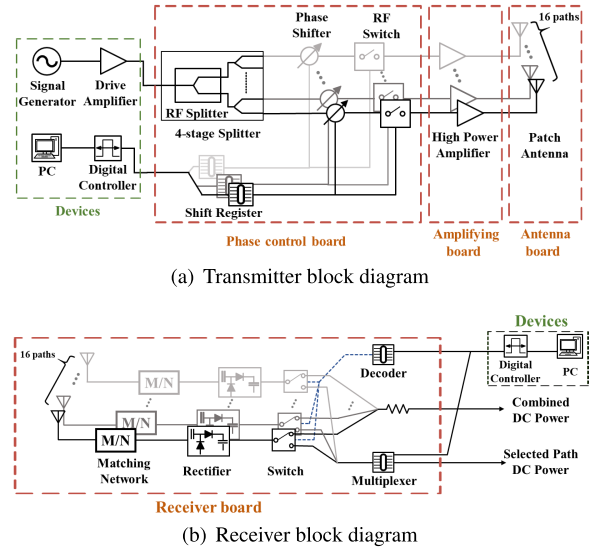 Phase
Shifter
RF
Switch
16 paths
Signal
Generator
Drive
Amplifier
RF Splitter
4-stage Splitter
PC
Digital
Controller
High Power
Amplifier
Patch
Antenna
Shift Register
Devices
Phase control board
Amplifying
board
Antenna
board
(a) Transmitter block diagram
Devices
16 paths
M/N
M/N
M/N
Decoder
Digital
Controller
PC
Combined
DC Power
Matching
Network
Rectifier
Switch
Multiplexer
Selected Path
DC Power
Receiver board
(b) Receiver block diagram